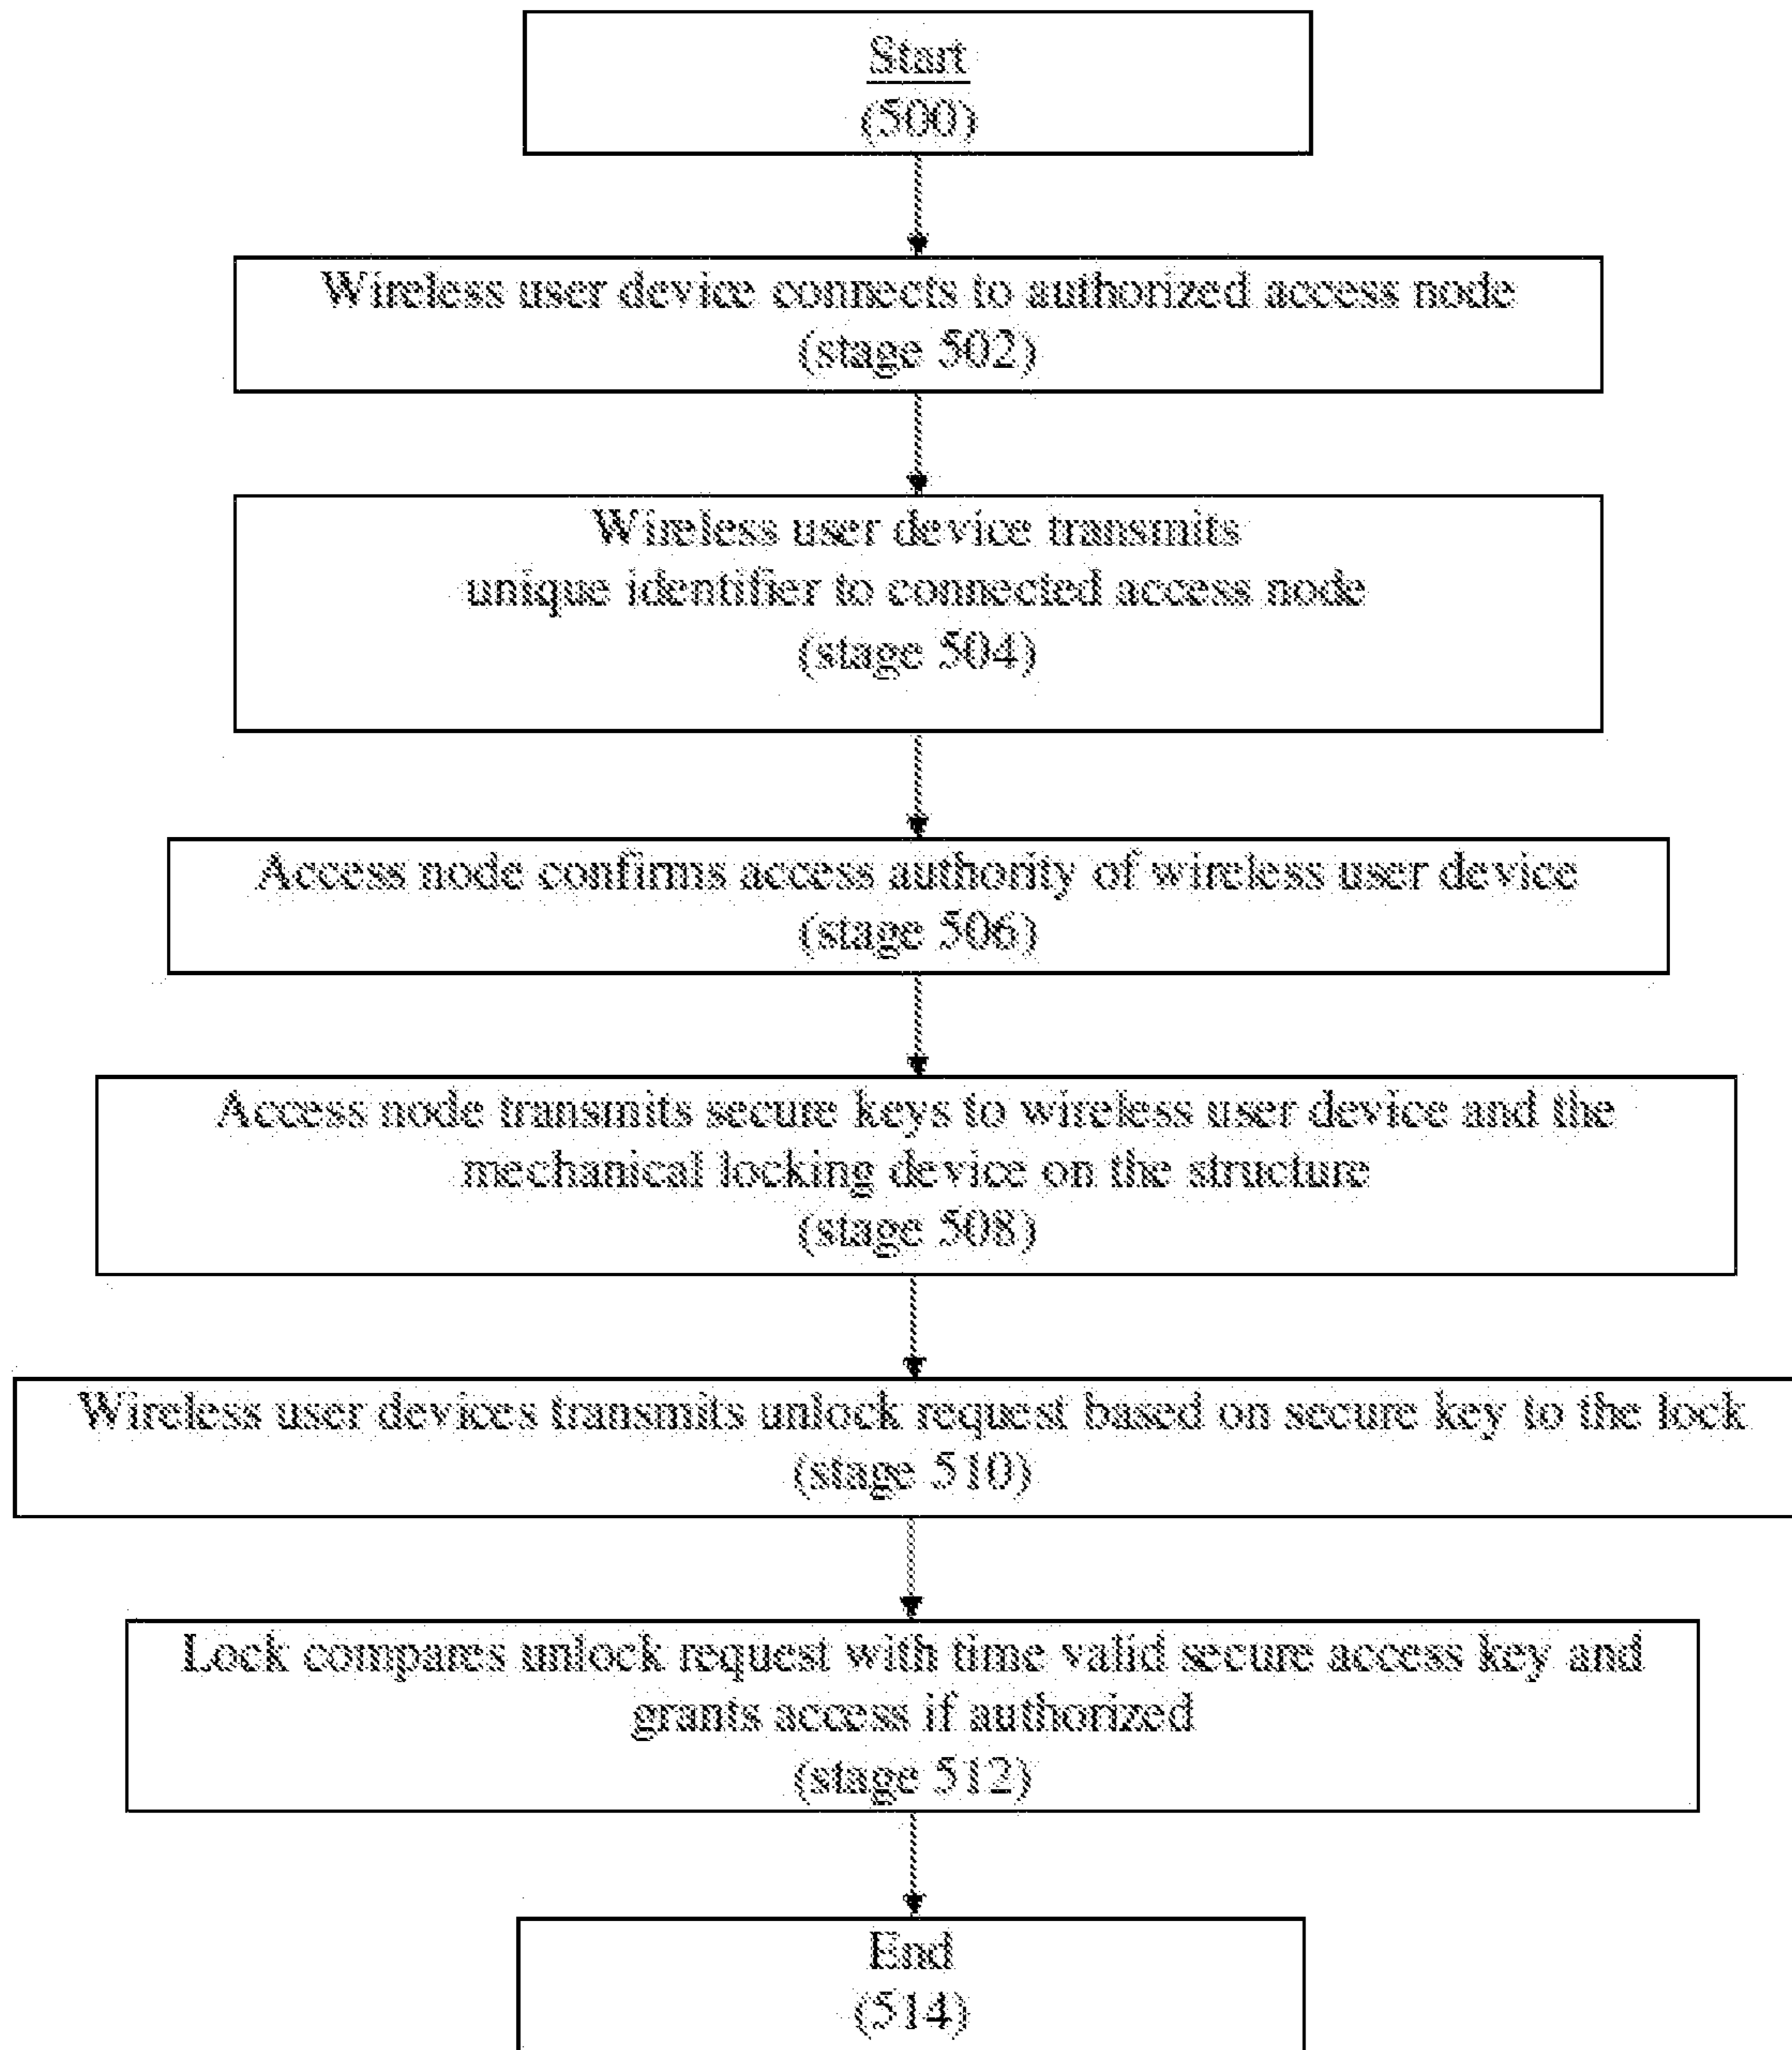 Start
(500)
Wireless user device connects to authorized access node
(stage 502)
Wireless user device transmits
unique identifier to connected access node
(stage 504)
Access node confirms access authority of wireless user device
(stage 506)
Access node transmits secure keys to wireless user device and the
mechanical locking device on the structure
(stage 508)
Wireless user devices transmits unlock request based on secure key to the lock
(stage 510)
Lock compares unlock request with time valid secure access key and
grants access if authorized
(stage 512)
End
(514)